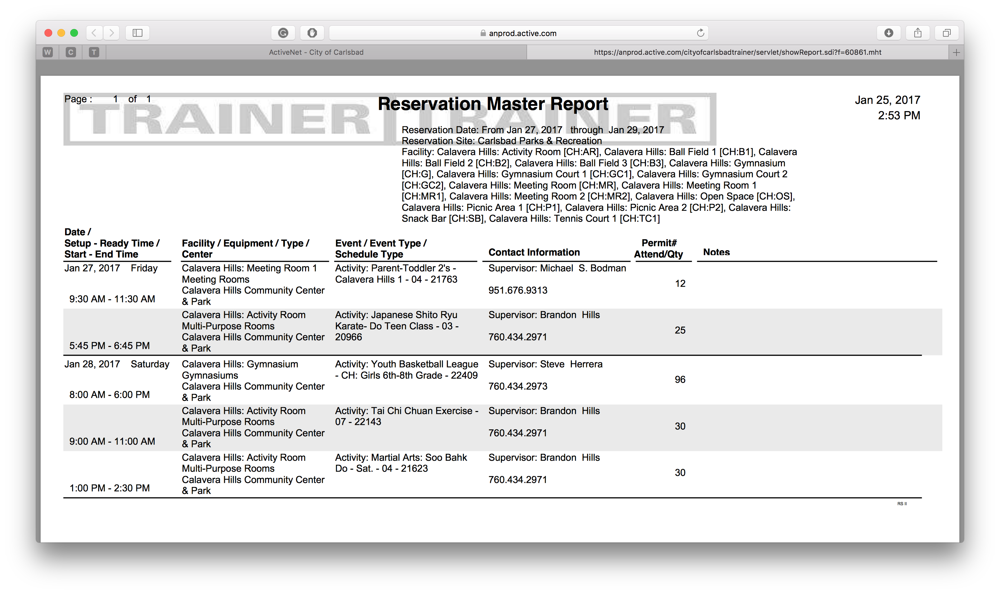 anprod.active.com
W C T ActiveNet - City of Carlsbad https://anprod.active.com/cityofcarlsbadtrainer/servlet/showReport.sdi?f=60861.mht
TRAINER TRAINER
Page : 1 of 1
Reservation Master Report
Jan 25, 2017
2:53 PM
Reservation Date: From Jan 27, 2017 through Jan 29, 2017
Reservation Site: Carlsbad Parks & Recreation
Facility: Calavera Hills: Activity Room [CH:AR], Calavera Hills: Ball Field 1 [CH:B1], Calavera
Hills: Ball Field 2 [CH:B2], Calavera Hills: Ball Field 3 [CH:B3], Calavera Hills: Gymnasium
[CH:G], Calavera Hills: Gymnasium Court 1 [CH:GC1], Calavera Hills: Gymnasium Court 2
[CH:GC2], Calavera Hills: Meeting Room [CH:MR], Calavera Hills: Meeting Room 1
[CH:MR1], Calavera Hills: Meeting Room 2 [CH:MR2], Calavera Hills: Open Space [CH:OS],
Calavera Hills: Picnic Area 1 [CH:P1], Calavera Hills: Picnic Area 2 [CH:P2], Calavera Hills:
Snack Bar [CH:SB], Calavera Hills: Tennis Court 1 [CH:TC1]
Date /
Setup - Ready Time /
Start - End Time
Facility / Equipment / Type /
Center
Event / Event Type /
Schedule Type
Contact Information
Permit#
Attend/Qty
Notes
Jan 27, 2017 Friday
9:30 AM - 11:30 AM
Calavera Hills: Meeting Room 1
Meeting Rooms
Calavera Hills Community Center
& Park
Activity: Parent-Toddler 2's -
Calavera Hills 1 - 04 - 21763
Supervisor: Michael S. Bodman
951.676.9313
12
5:45 PM - 6:45 PM
Calavera Hills: Activity Room
Multi-Purpose Rooms
Calavera Hills Community Center
& Park
Activity: Japanese Shito Ryu
Karate- Do Teen Class - 03 -
20966
Supervisor: Brandon Hills
760.434.2971
25
Jan 28, 2017 Saturday
8:00 AM - 6:00 PM
Calavera Hills: Gymnasium
Gymnasiums
Calavera Hills Community Center
& Park
Activity: Youth Basketball League
- CH: Girls 6th-8th Grade - 22409
Supervisor: Steve Herrera
760.434.2973
96
9:00 AM - 11:00 AM
Calavera Hills: Activity Room
Multi-Purpose Rooms
Calavera Hills Community Center
& Park
Activity: Tai Chi Chuan Exercise -
07 - 22143
Supervisor: Brandon Hills
760.434.2971
30
1:00 PM - 2:30 PM
Calavera Hills: Activity Room
Multi-Purpose Rooms
Calavera Hills Community Center
& Park
Activity: Martial Arts: Soo Bahk
Do - Sat. - 04 - 21623
Supervisor: Brandon Hills
760.434.2971
30
RS II